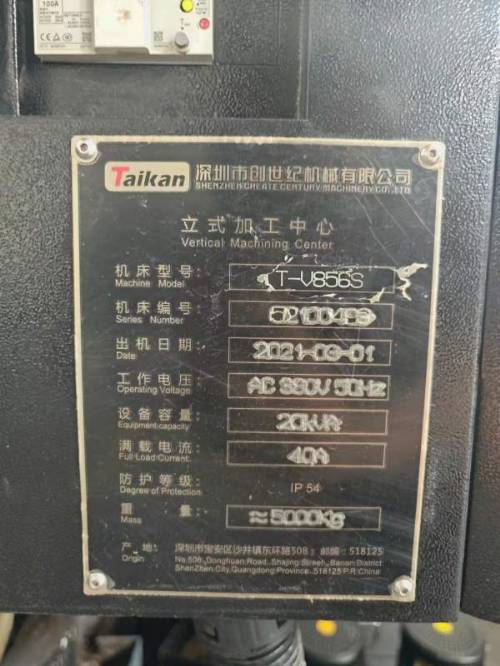 100A
Taikan
深圳市创世纪机械有限公司
SHENZHEN CREATE CENTURY MACHINERY CO.,LTD
立式加工中心
Vertical Machining Center
机床型号:
Machine Model
T-V856S
机床编号:
Series Number
出机日期:
Date
2021-03-01
工作电压:
Operating Voltage
AC 380V 50Hz
设备容量:
Equipment capacity
20kVA
满载电流:
Full Load Current
40A
防护等级:
Degree of Protection
IP 54
重 量:
Mass
≈5000Kg
产 地:
Origin
深圳市宝安区沙井镇东环路508; 邮编:518125
No.508,Donghuan Road, Shajing Street, Banan District
ShenZhen City,Guangdong Province. 518125 P.R.China